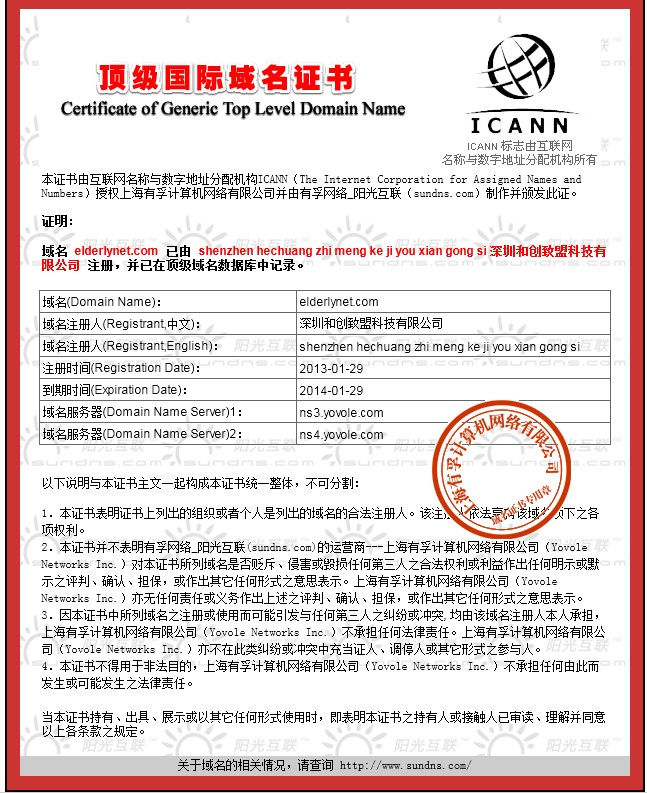 顶级国际域名证书
Certificate of Generic Top Level Domain Name
ICANN
ICANN 标志由互联网
名称与数字地址分配机构所有
本证书由互联网名称与数字地址分配机构ICANN（The Internet Corporation for Assigned Names and
Numbers）授权上海有孚计算机网络有限公司并由有孚网络_阳光互联（sundns.com）制作并颁发此证。
证明：
域名 elderlynet.com 已由 shenzhen hechuang zhi meng ke ji you xian gong si 深圳和创致盟科技有
限公司 注册，并已在顶级域名数据库中记录。
域名(Domain Name)： elderlynet.com
域名注册人(Registrant,中文)： 深圳和创致盟科技有限公司
域名注册人(Registrant,English)： shenzhen hechuang zhi meng ke ji you xian gong si
注册时间(Registration Date)： 2013-01-29
到期时间(Expiration Date)： 2014-01-29
域名服务器(Domain Name Server)1： ns3.yovole.com
域名服务器(Domain Name Server)2： ns4.yovole.com
上海有孚计算机网络有限公司
域名证书专用章
以下说明与本证书主文一起构成本证书统一整体，不可分割：
1．本证书表明证书上列出的组织或者个人是列出的域名的合法注册人。该注 人依法享 该域名项下之各
项权利。
2．本证书并不表明有孚网络_阳光互联(sundns.com)的运营商---上海有孚计算机网络有限公司（Yovole
Networks Inc.）对本证书所列域名是否贬斥、侵害或毁损任何第三人之合法权利或利益作出任何明示或默
示之评判、确认、担保，或作出其它任何形式之意思表示。上海有孚计算机网络有限公司（Yovole
Networks Inc.）亦无任何责任或义务作出上述之评判、确认、担保，或作出其它任何形式之意思表示。
3．因本证书中所列域名之注册或使用而可能引发与任何第三人之纠纷或冲突，均由该域名注册人本人承担，
上海有孚计算机网络有限公司（Yovole Networks Inc.）不承担任何法律责任。上海有孚计算机网络有限公
司（Yovole Networks Inc.）亦不在此类纠纷或冲突中充当证人、调停人或其它形式之参与人。
4．本证书不得用于非法目的，上海有孚计算机网络有限公司（Yovole Networks Inc.）不承担任何由此而
发生或可能发生之法律责任。
当本证书持有、出具、展示或以其它任何形式使用时，即表明本证书之持有人或接触人已审读、理解并同意
以上各条款之规定。
关于域名的相关情况，请查询 http://www.sundns.com/